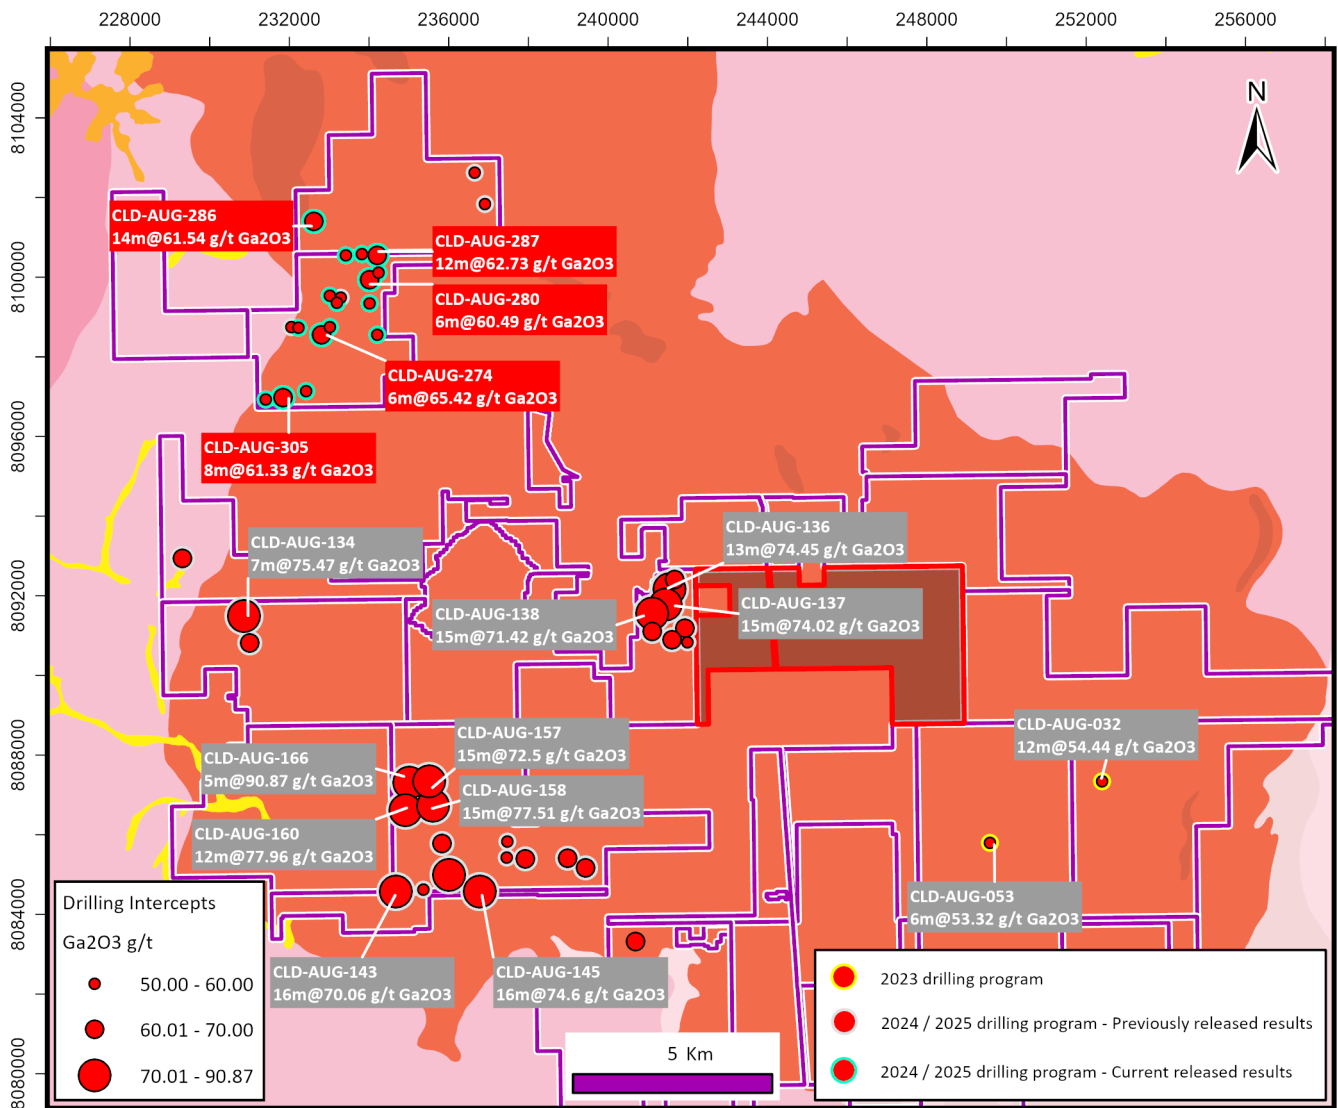 228000
232000
236000
240000
244000
248000
252000
256000
8104000
8100000
8096000
8092000
8088000
8084000
8080000
N
CLD-AUG-286
14m@61.54 g/t Ga2O3
CLD-AUG-287
12m@62.73 g/t Ga2O3
CLD-AUG-280
6m@60.49 g/t Ga2O3
CLD-AUG-274
6m@65.42 g/t Ga2O3
CLD-AUG-305
8m@61.33 g/t Ga2O3
CLD-AUG-134
7m@75.47 g/t Ga2O3
CLD-AUG-136
13m@74.45 g/t Ga2O3
CLD-AUG-138
15m@71.42 g/t Ga2O3
CLD-AUG-137
15m@74.02 g/t Ga2O3
CLD-AUG-157
15m@72.5 g/t Ga2O3
CLD-AUG-166
5m@90.87 g/t Ga2O3
CLD-AUG-158
15m@77.51 g/t Ga2O3
CLD-AUG-160
12m@77.96 g/t Ga2O3
CLD-AUG-032
12m@54.44 g/t Ga2O3
CLD-AUG-053
6m@53.32 g/t Ga2O3
CLD-AUG-143
16m@70.06 g/t Ga2O3
CLD-AUG-145
16m@74.6 g/t Ga2O3
Drilling Intercepts
Ga2O3 g/t
50.00 - 60.00
60.01 - 70.00
70.01 - 90.87
5 Km
2023 drilling program
2024 / 2025 drilling program - Previously released results
2024 / 2025 drilling program - Current released results